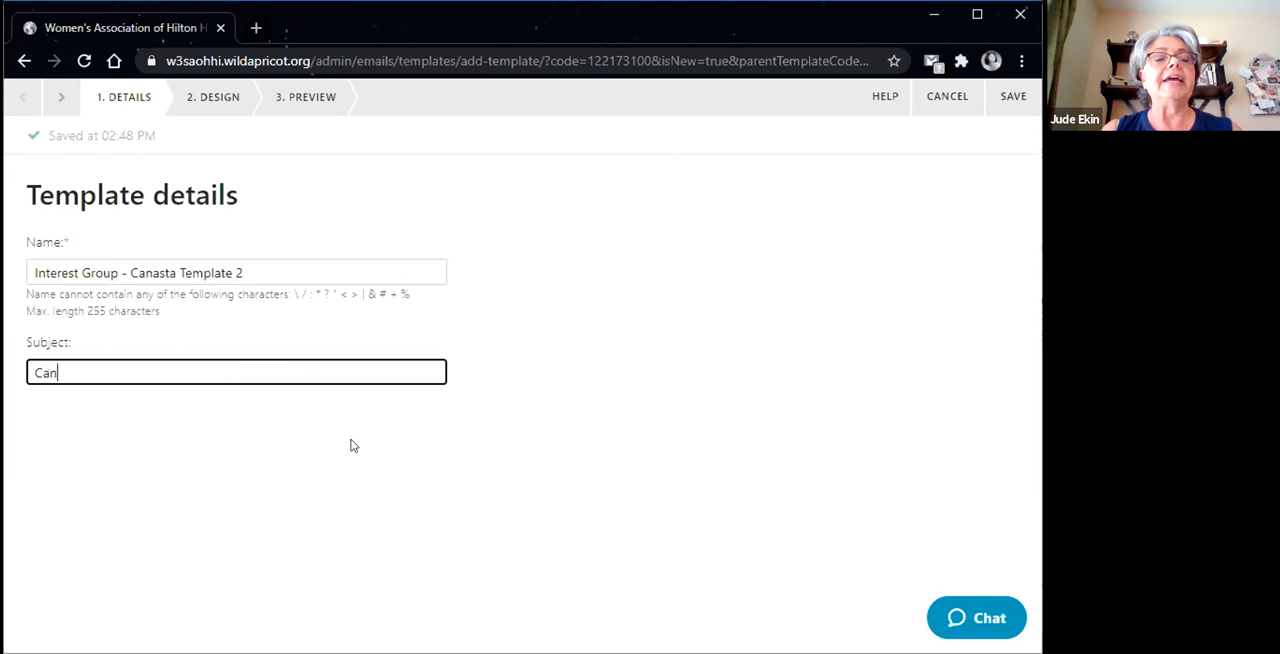 Women's Association of Hilton H
w3saohhi.wildapricot.org/admin/emails/templates/add-template/?code=122173100&isNew=true&parentTemplateCode...
1. DETAILS
2. DESIGN
3. PREVIEW
HELP
CANCEL
SAVE
Jude Ekin
Saved at 02:48 PM
Template details
Name:*
Interest Group - Canasta Template 2
Name cannot contain any of the following characters: \ / : * ? " < > | & # + %
Max. length 255 characters
Subject:
Can
Chat